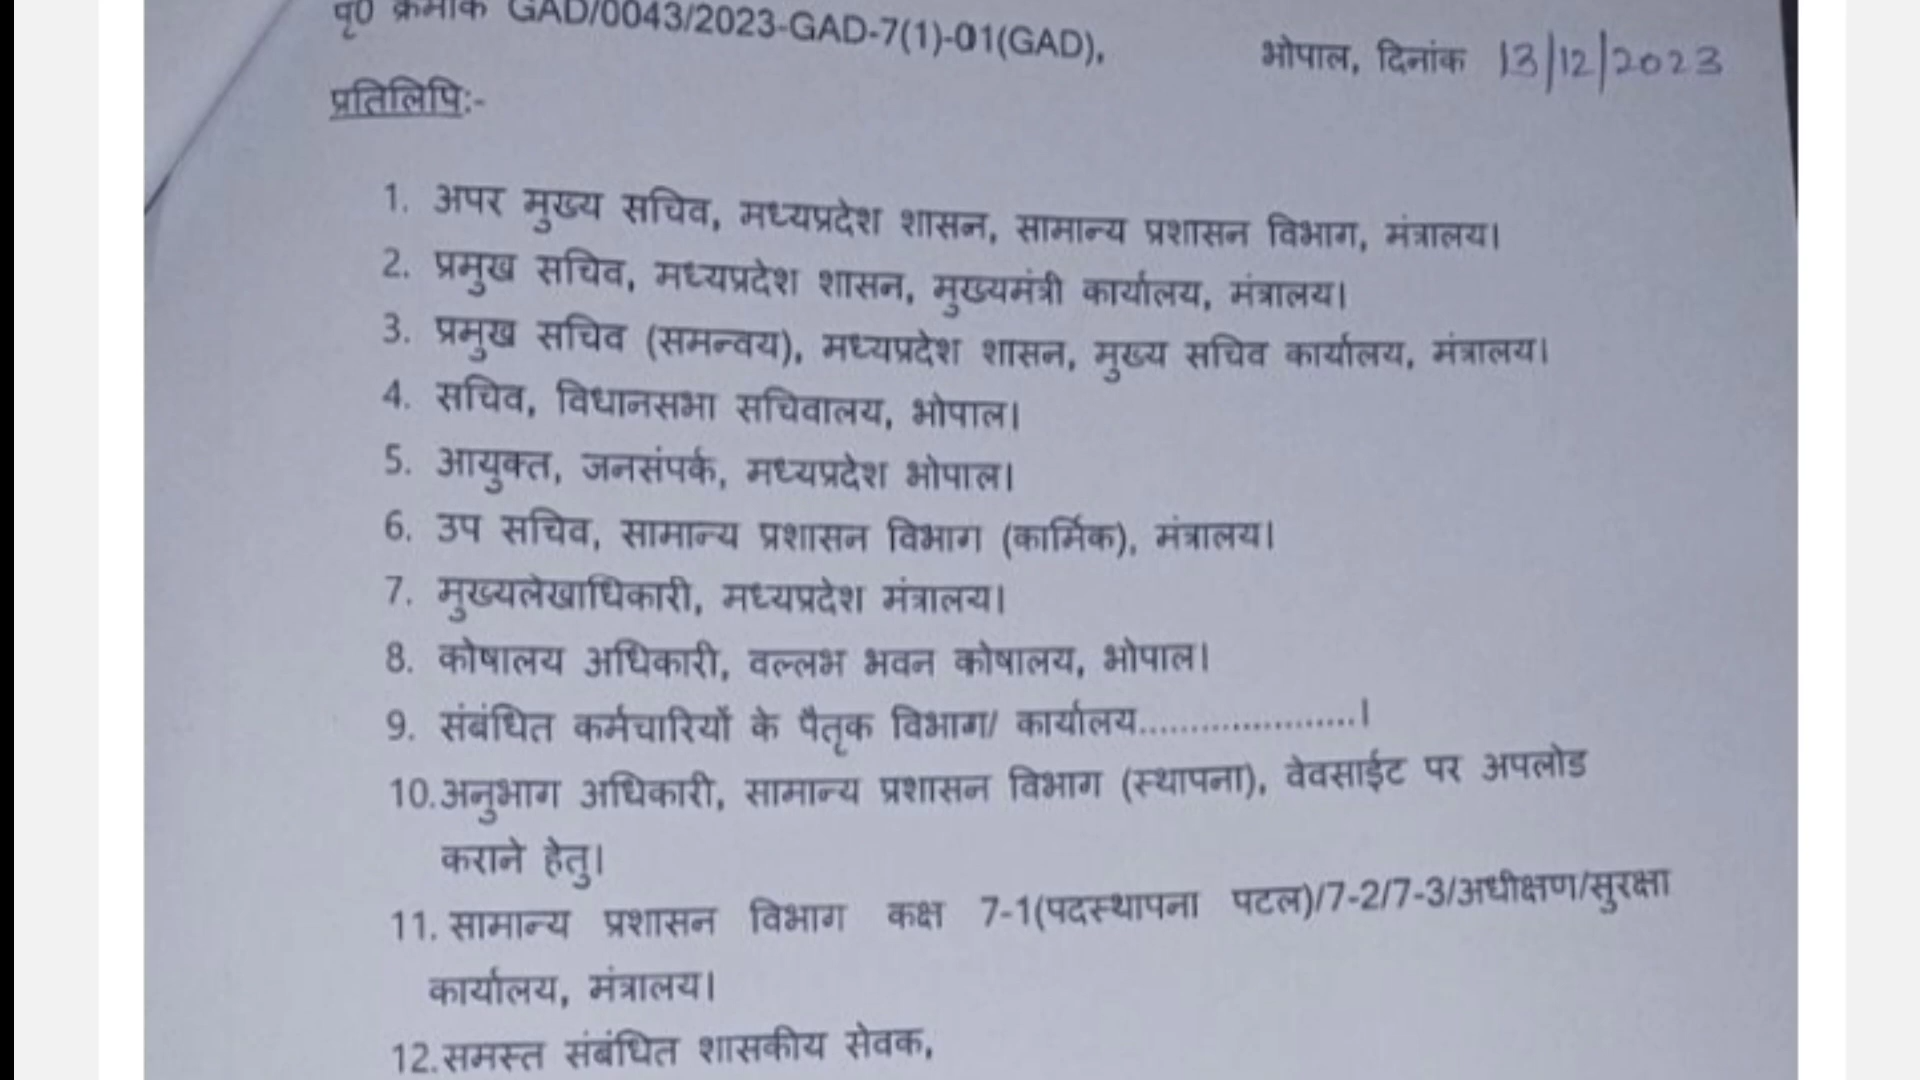 पृ0 क्रमांक GAD/0043/2023-GAD-7(1)-01(GAD), भोपाल, दिनांक 13/12/2023
प्रतिलिपिः-
1. अपर मुख्य सचिव, मध्यप्रदेश शासन, सामान्य प्रशासन विभाग, मंत्रालय।
2. प्रमुख सचिव, मध्यप्रदेश शासन, मुख्यमंत्री कार्यालय, मंत्रालय।
3. प्रमुख सचिव (समन्वय), मध्यप्रदेश शासन, मुख्य सचिव कार्यालय, मंत्रालय।
4. सचिव, विधानसभा सचिवालय, भोपाल।
5. आयुक्त, जनसंपर्क, मध्यप्रदेश भोपाल।
6. उप सचिव, सामान्य प्रशासन विभाग (कार्मिक), मंत्रालय।
7. मुख्यलेखाधिकारी, मध्यप्रदेश मंत्रालय।
8. कोषालय अधिकारी, वल्लभ भवन कोषालय, भोपाल।
9. संबंधित कर्मचारियों के पैतृक विभाग/ कार्यालय.....................।
10.अनुभाग अधिकारी, सामान्य प्रशासन विभाग (स्थापना), वेवसाईट पर अपलोड
कराने हेतु।
11. सामान्य प्रशासन विभाग कक्ष 7-1(पदस्थापना पटल)/7-2/7-3/अधीक्षण/सुरक्षा
कार्यालय, मंत्रालय।
12.समस्त संबंधित शासकीय सेवक,